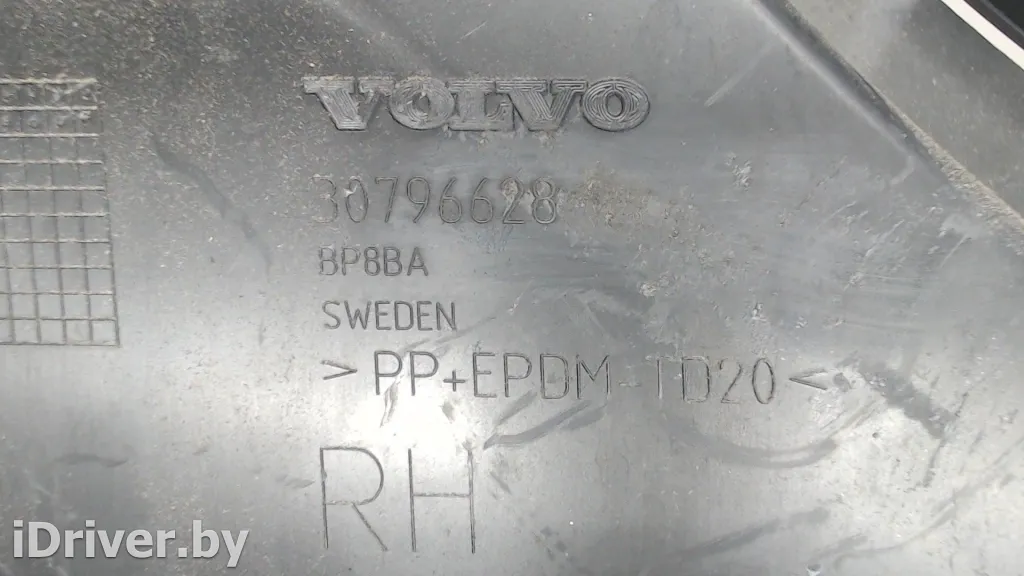 VOLVO
30796628
BP8BA
SWEDEN
>PP+EPDM-TD20<
RH
iDriver.by